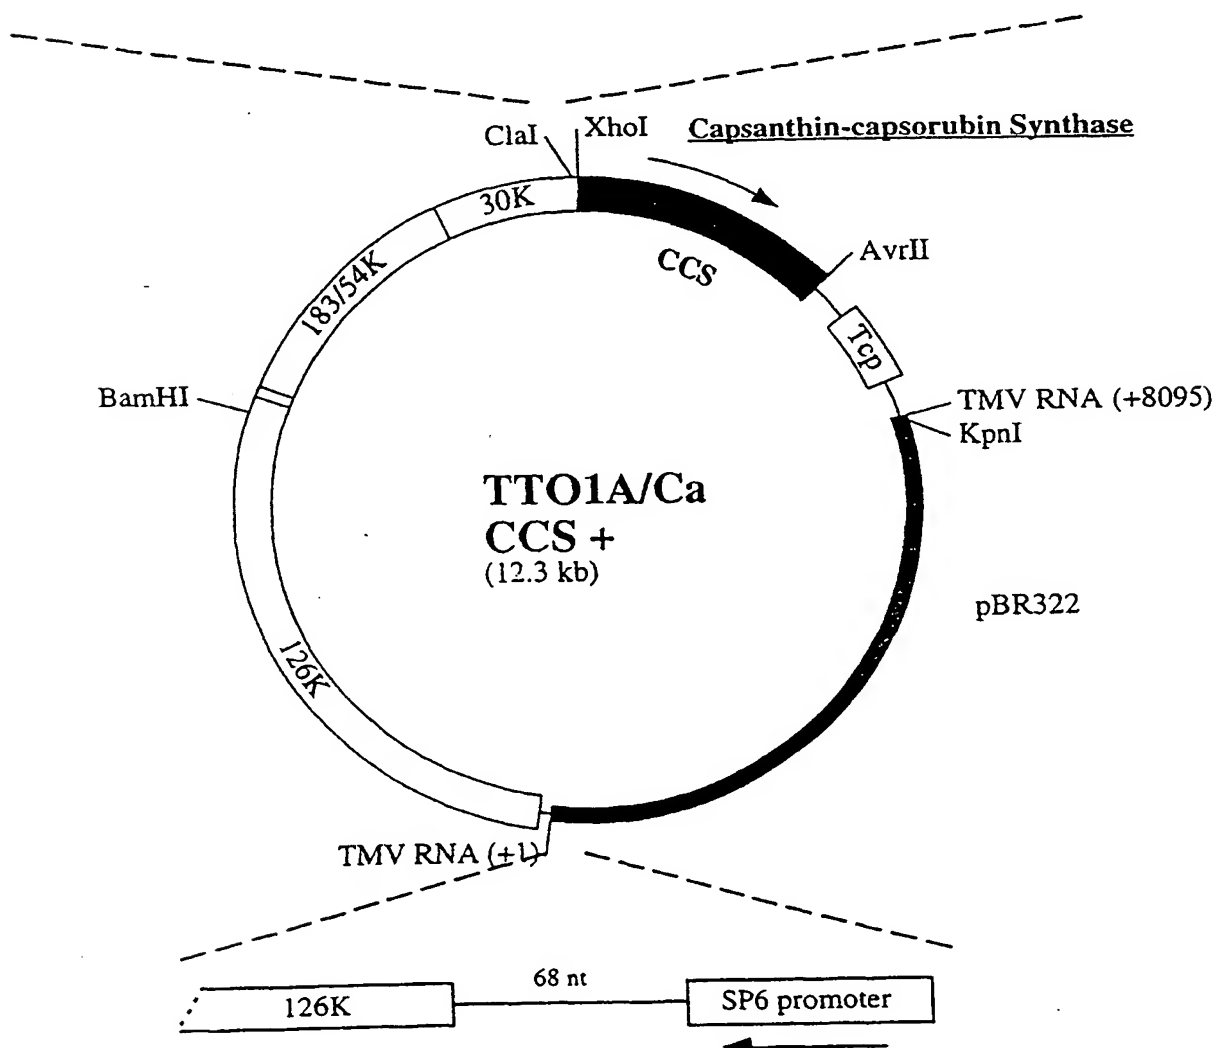 ClaI
XhoI
Capsanthin-capsorubin Synthase
30K
CCS
AvrII
183/54K
Tcp
BamHI
TMV RNA (+8095)
KpnI
TTO1A/Ca
CCS +
(12.3 kb)
pBR322
126K
TMV RNA (+1)
68 nt
126K
SP6 promoter